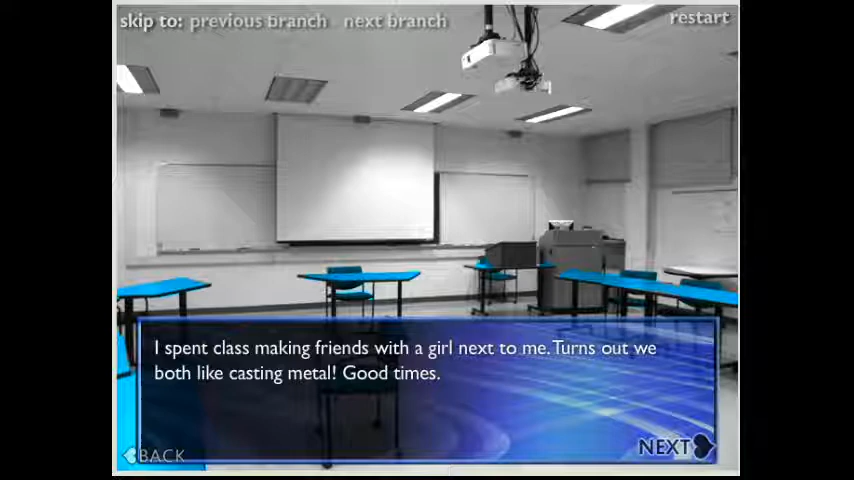 skip to: previous branch next branch
restart
I spent class making friends with a girl next to me. Turns out we
both like casting metal! Good times.
BACK
NEXT